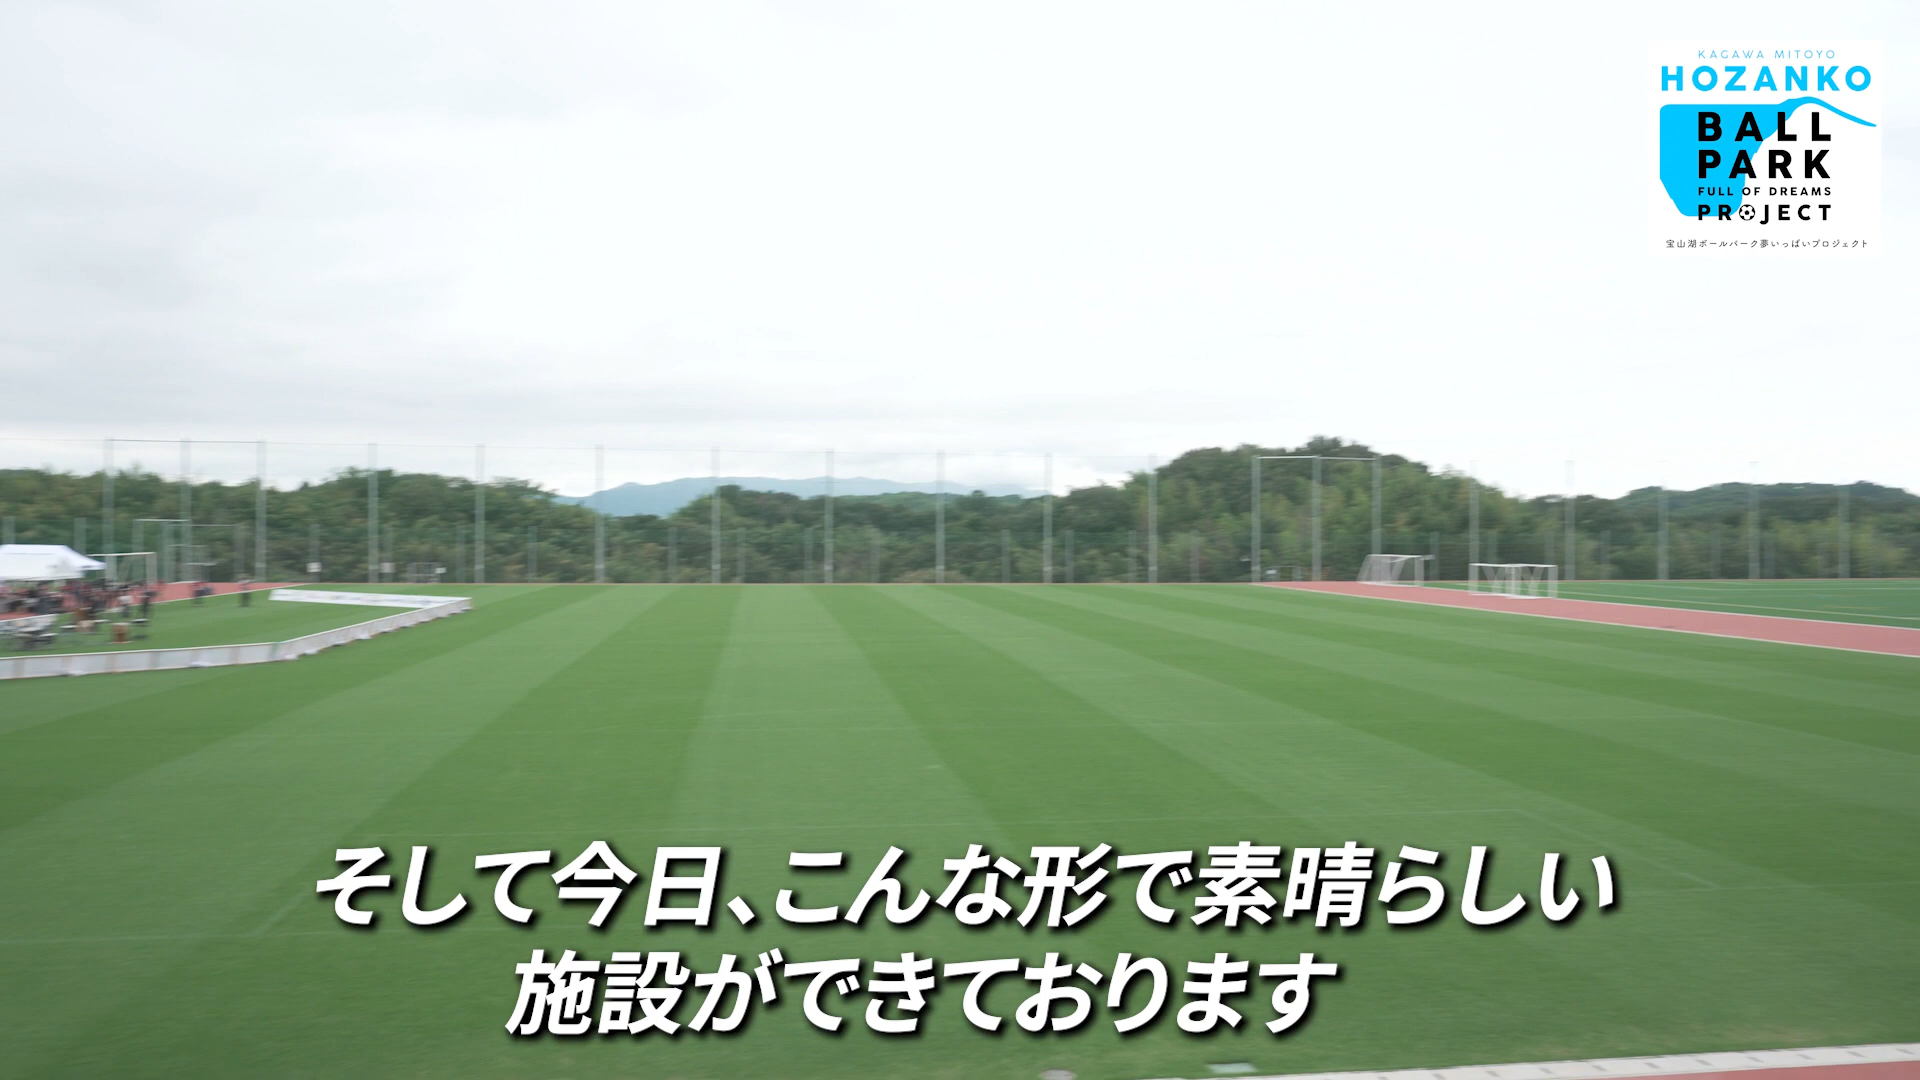 KAGAWA MITOYO
HOZANKO
BALL
PARK
FULL OF DREAMS
PROJECT
宝山湖ボールパーク夢いっぱいプロジェクト
そして今日、こんな形で素晴らしい
施設ができております